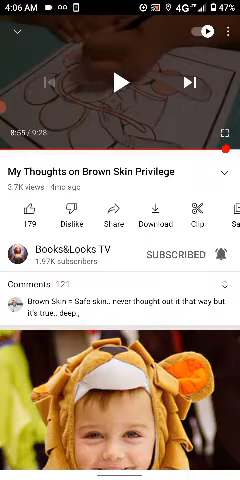 4:06 AM
4G
47%
8:55 / 9:28
My Thoughts on Brown Skin Privilege
3.7K views · 4mo ago
179 Dislike Share Download Clip Sa
Books&Looks TV
1.97K subscribers
SUBSCRIBED
Comments 121
Brown Skin = Safe skin.. never thought out it that way but
it's true.. deep,